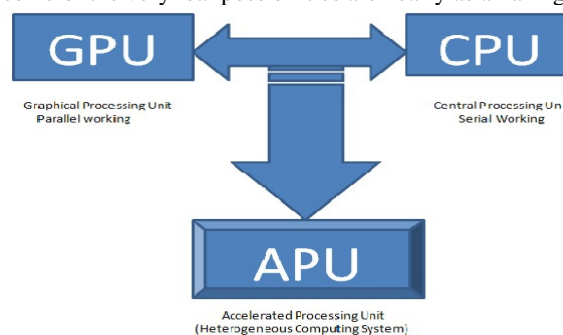 GPU
CPU
Graphical Processing Unit
Parallel working
Central Processing Un
Serial Working
APU
Accelerated Processing Unit
(Heterogeneous Computing System)